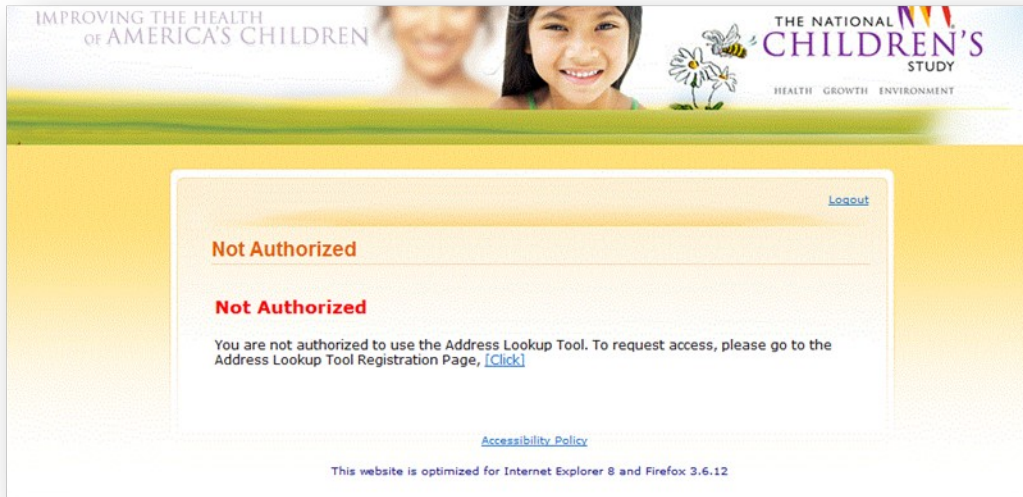 IMPROVING THE HEALTH
OF AMERICA'S CHILDREN
THE NATIONAL
CHILDREN'S
STUDY
HEALTH GROWTH ENVIRONMENT
Logout
Not Authorized
Not Authorized
You are not authorized to use the Address Lookup Tool. To request access, please go to the
Address Lookup Tool Registration Page, [Click]
Accessibility Policy
This website is optimized for Internet Explorer 8 and Firefox 3.6.12